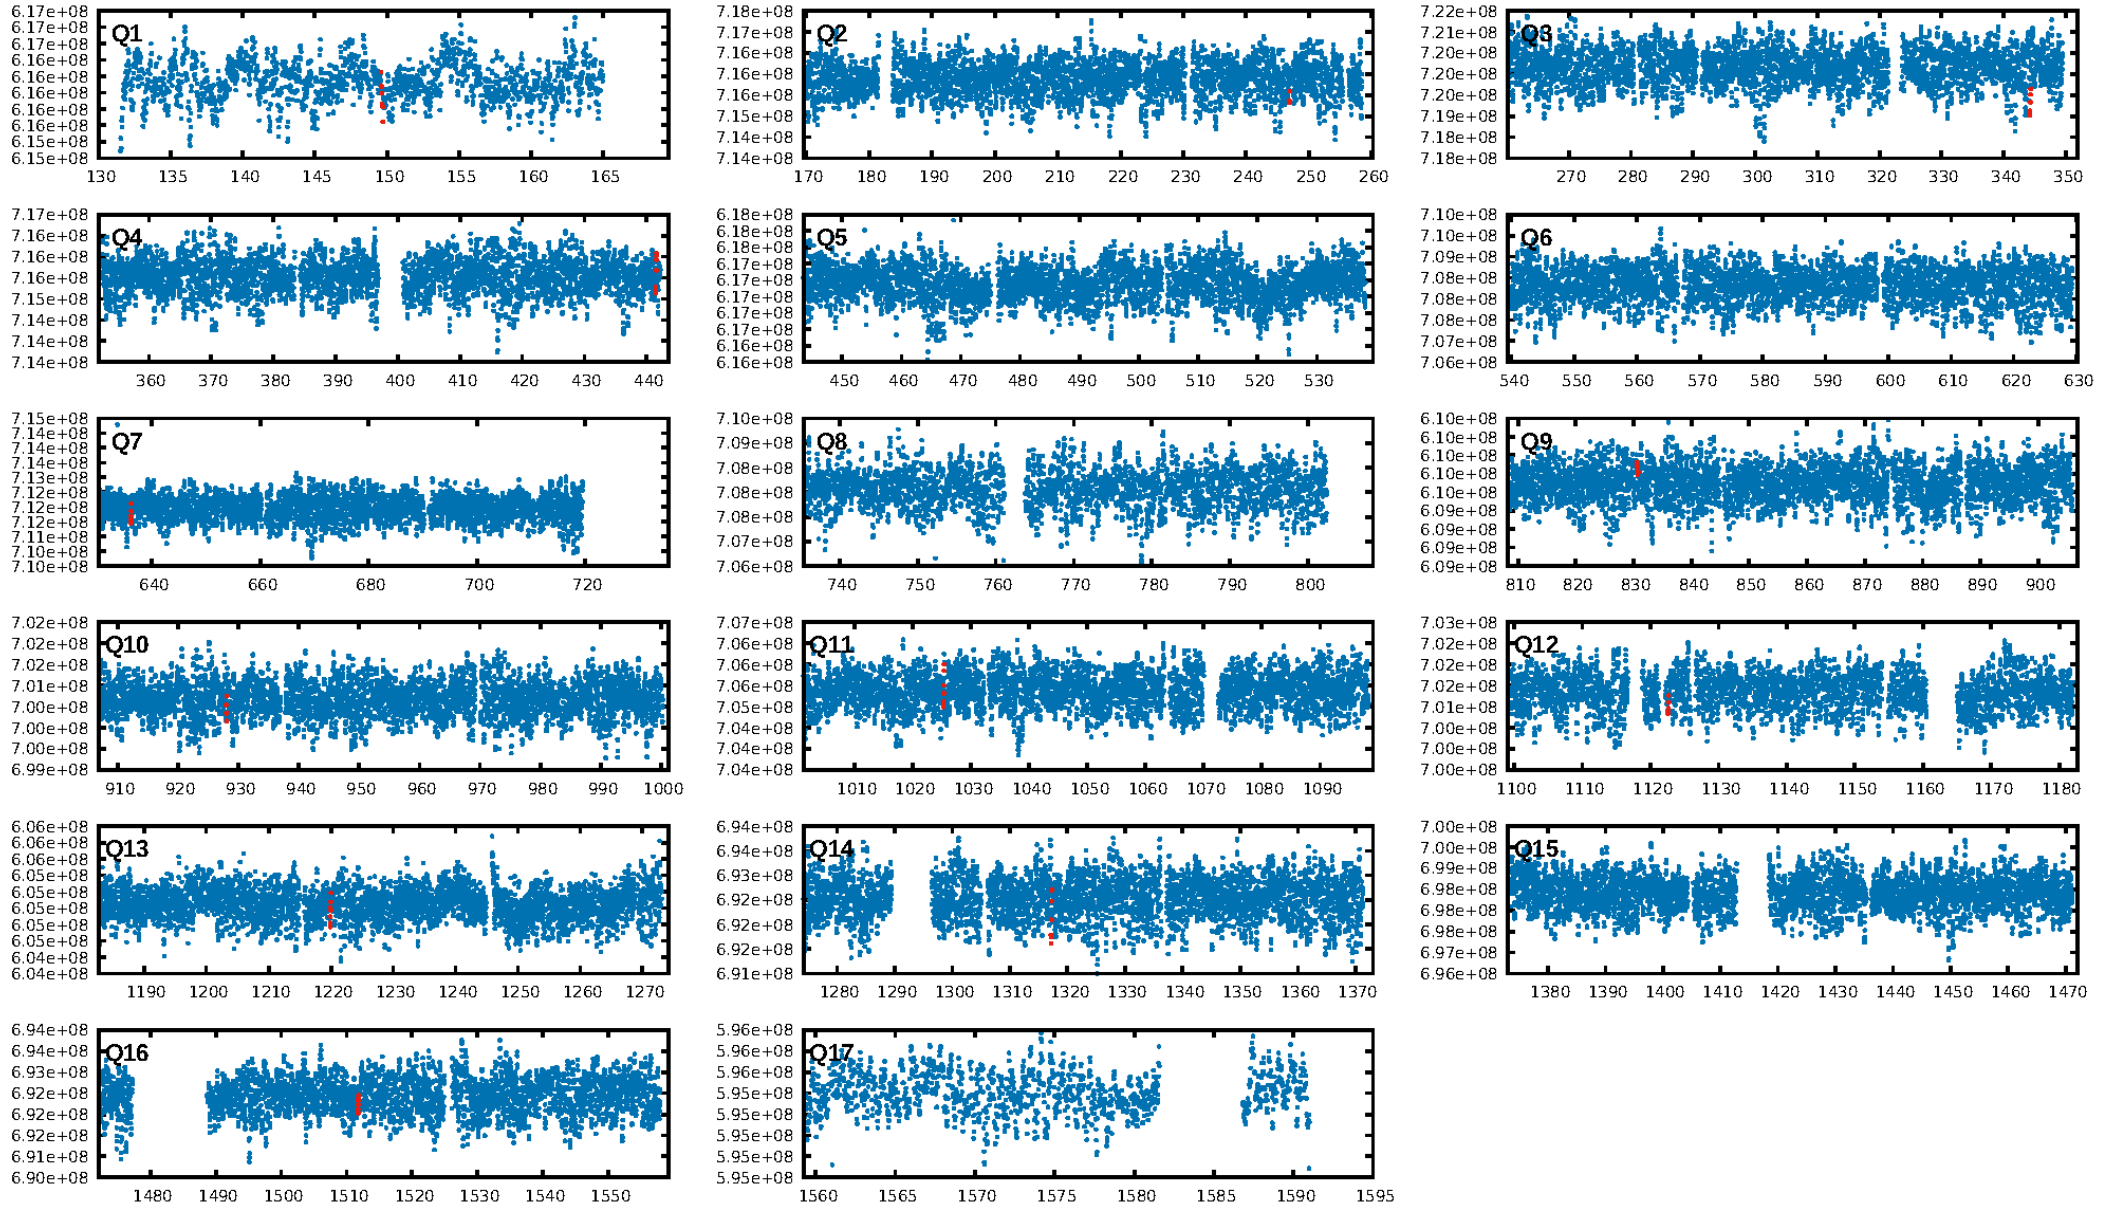 Q1
6.17e+08
6.17e+08
6.17e+08
6.16e+08
6.16e+08
6.16e+08
6.16e+08
6.16e+08
6.15e+08
6.15e+08
130 135 140 145 150 155 160 165
Q2
7.18e+08
7.17e+08
7.16e+08
7.16e+08
7.16e+08
7.15e+08
7.14e+08
7.14e+08
170 180 190 200 210 220 230 240 250 260
Q3
7.22e+08
7.21e+08
7.20e+08
7.20e+08
7.20e+08
7.19e+08
7.18e+08
7.18e+08
270 280 290 300 310 320 330 340 350
Q4
7.17e+08
7.16e+08
7.16e+08
7.16e+08
7.15e+08
7.14e+08
7.14e+08
7.14e+08
360 370 380 390 400 410 420 430 440
Q5
6.18e+08
6.18e+08
6.18e+08
6.17e+08
6.17e+08
6.17e+08
6.17e+08
6.17e+08
6.16e+08
6.16e+08
450 460 470 480 490 500 510 520 530
Q6
7.10e+08
7.10e+08
7.09e+08
7.08e+08
7.08e+08
7.08e+08
7.07e+08
7.06e+08
540 550 560 570 580 590 600 610 620 630
Q7
7.15e+08
7.14e+08
7.14e+08
7.13e+08
7.13e+08
7.12e+08
7.12e+08
7.12e+08
7.11e+08
7.10e+08
7.10e+08
640 660 680 700 720
Q8
7.10e+08
7.09e+08
7.08e+08
7.08e+08
7.08e+08
7.07e+08
7.06e+08
740 750 760 770 780 790 800
Q9
6.10e+08
6.10e+08
6.10e+08
6.10e+08
6.10e+08
6.09e+08
6.09e+08
6.09e+08
6.09e+08
810 820 830 840 850 860 870 880 890 900
Q10
7.02e+08
7.02e+08
7.02e+08
7.01e+08
7.00e+08
7.00e+08
7.00e+08
6.99e+08
910 920 930 940 950 960 970 980 990 1000
Q11
7.07e+08
7.06e+08
7.06e+08
7.06e+08
7.05e+08
7.04e+08
7.04e+08
7.04e+08
1010 1020 1030 1040 1050 1060 1070 1080 1090
Q12
7.03e+08
7.02e+08
7.02e+08
7.02e+08
7.01e+08
7.00e+08
7.00e+08
7.00e+08
1100 1110 1120 1130 1140 1150 1160 1170 1180
Q13
6.06e+08
6.06e+08
6.06e+08
6.05e+08
6.05e+08
6.05e+08
6.05e+08
6.05e+08
6.04e+08
6.04e+08
1190 1200 1210 1220 1230 1240 1250 1260 1270
Q14
6.94e+08
6.94e+08
6.93e+08
6.92e+08
6.92e+08
6.92e+08
6.91e+08
1280 1290 1300 1310 1320 1330 1340 1350 1360 1370
Q15
7.00e+08
7.00e+08
6.99e+08
6.98e+08
6.98e+08
6.98e+08
6.97e+08
6.96e+08
1380 1390 1400 1410 1420 1430 1440 1450 1460 1470
Q16
6.94e+08
6.94e+08
6.93e+08
6.92e+08
6.92e+08
6.92e+08
6.91e+08
6.90e+08
1480 1490 1500 1510 1520 1530 1540 1550
Q17
5.96e+08
5.96e+08
5.96e+08
5.95e+08
5.95e+08
5.95e+08
5.95e+08
5.95e+08
1560 1565 1570 1575 1580 1585 1590 1595